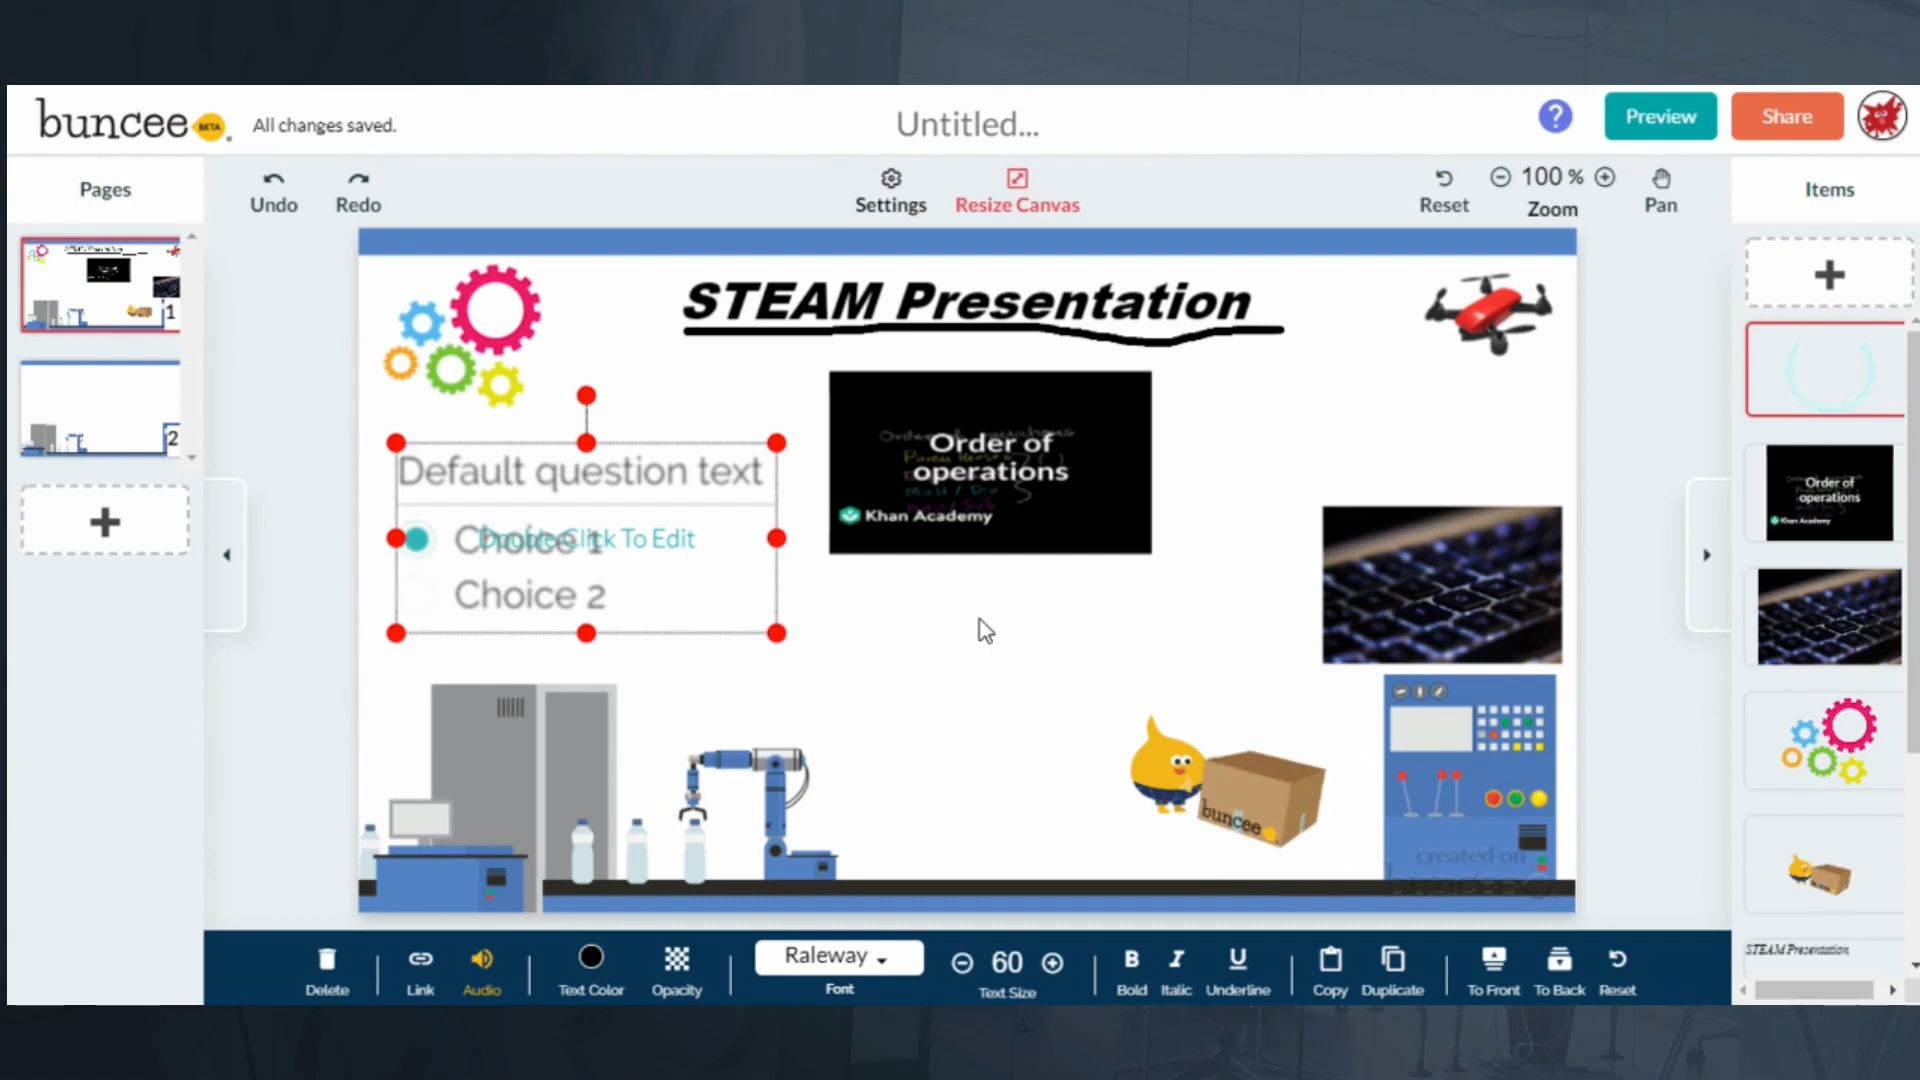 buncee BETA
All changes saved.
Untitled...
?
Preview
Share
Pages
Undo
Redo
Settings
Resize Canvas
Reset
100 %
Zoom
Pan
Items
1
2
STEAM Presentation
Default question text
Choice 1
Double Click To Edit
Choice 2
Order of
operations
Khan Academy
buncee
created on
buncee
Order of
operations
Khan Academy
STEAM Presentation
Delete
Link
Audio
Text Color
Opacity
Raleway
Font
60
Text Size
B
Bold
I
Italic
U
Underline
Copy
Duplicate
To Front
To Back
Reset